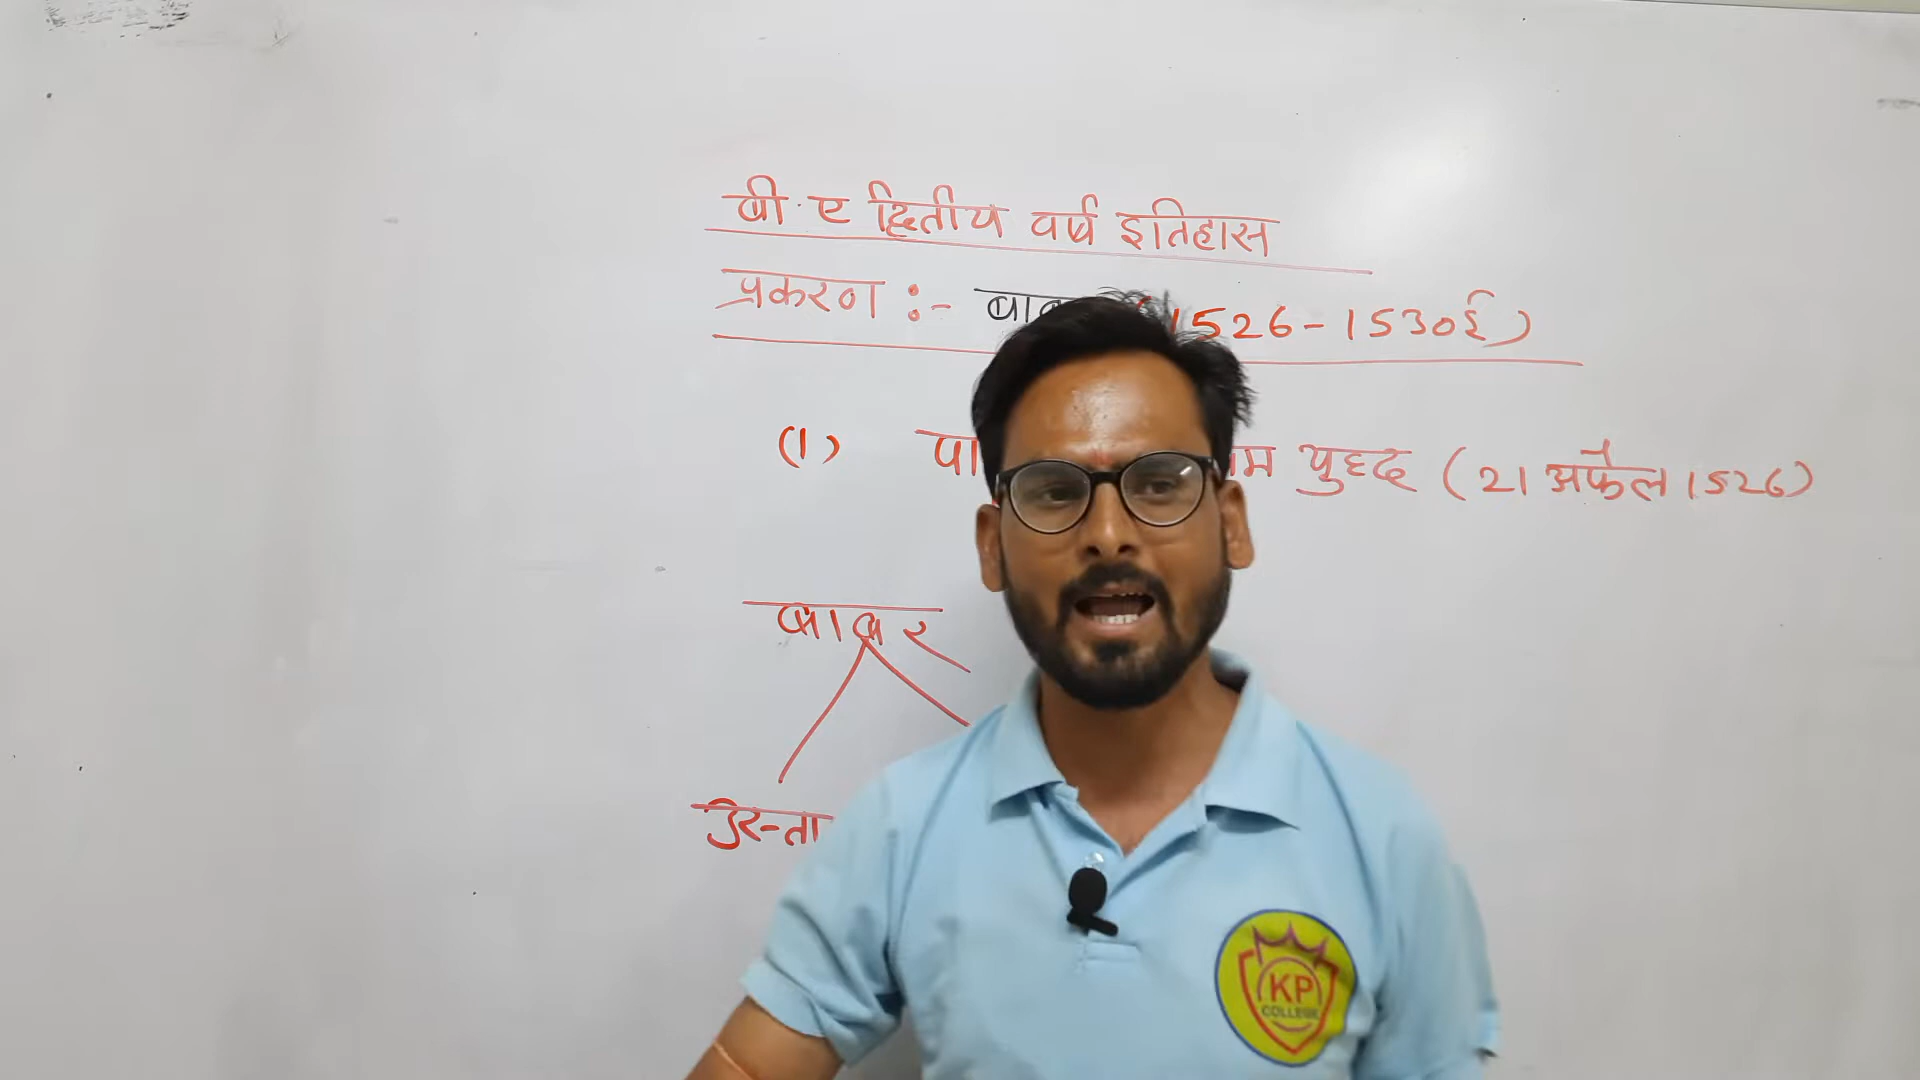 बी.ए द्वितीय वर्ष इतिहास
प्रकरण :- 1526-1530ई)
(1) युध्द (21 अप्रैल 1526)
बाबर
KP
COLLEGE